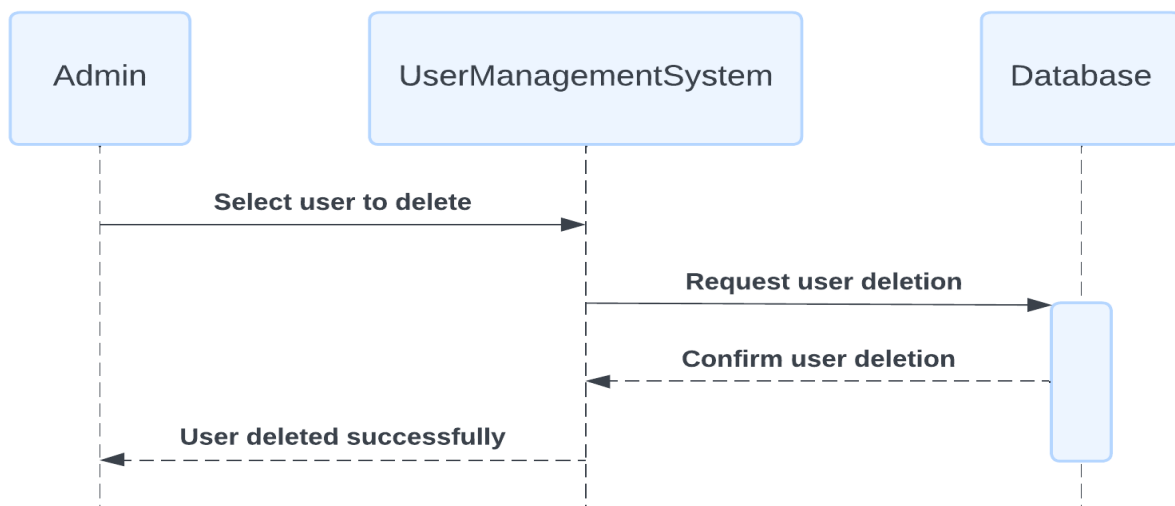 Admin
UserManagementSystem
Database
Select user to delete
Request user deletion
Confirm user deletion
User deleted successfully